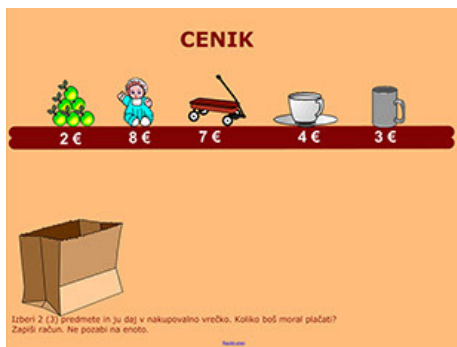 CENIK
2 € 8 € 7 € 4 € 3 €
Izberi 2 (3) predmete in ju daj v nakupovalno vrečko. Koliko boš moral plačati?
Zapiši račun. Ne pozabi na enoto.